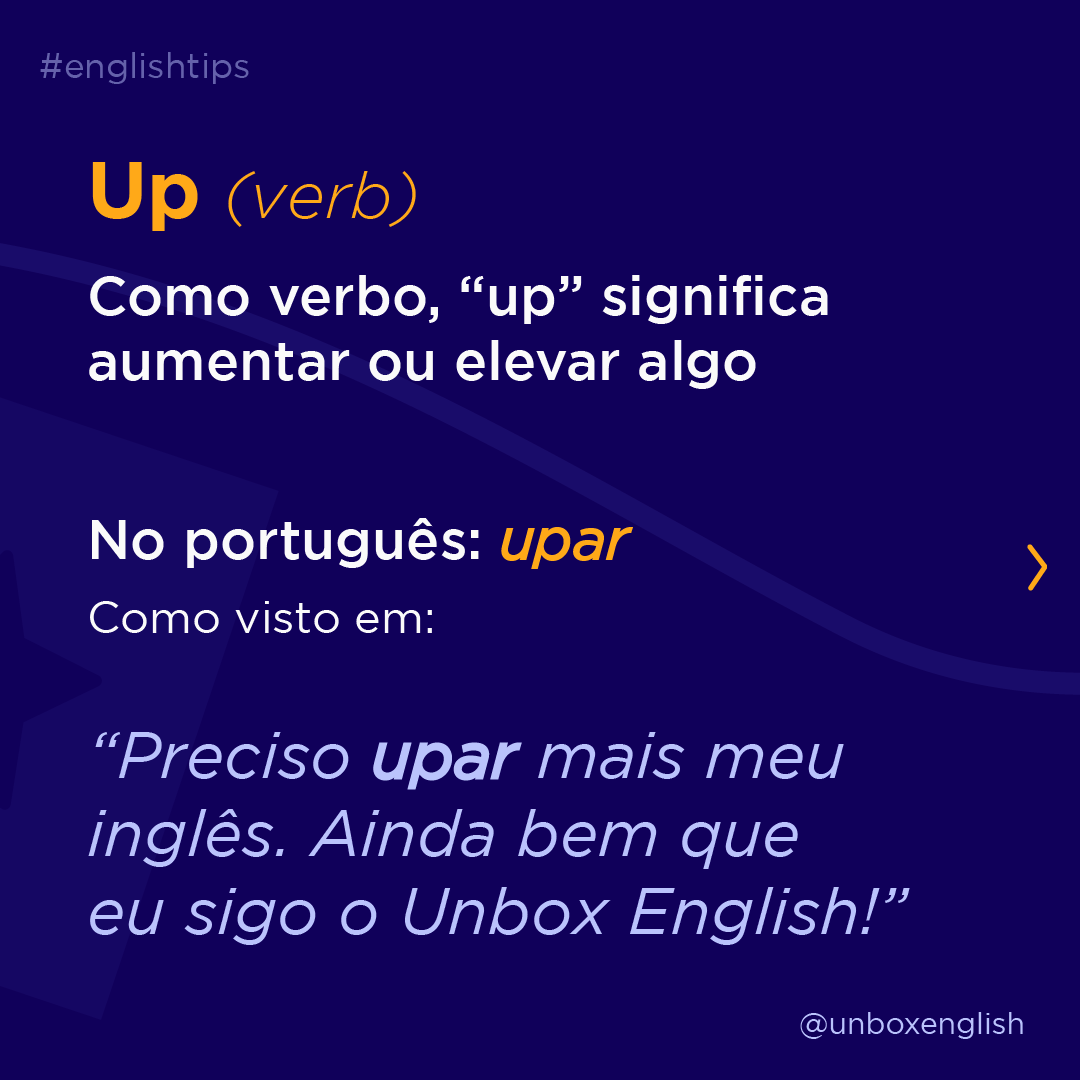 #englishtips
Up (verb)
Como verbo, “up” significa
aumentar ou elevar algo
No português: upar
Como visto em:
“Preciso upar mais meu
inglês. Ainda bem que
eu sigo o Unbox English!”
@unboxenglish